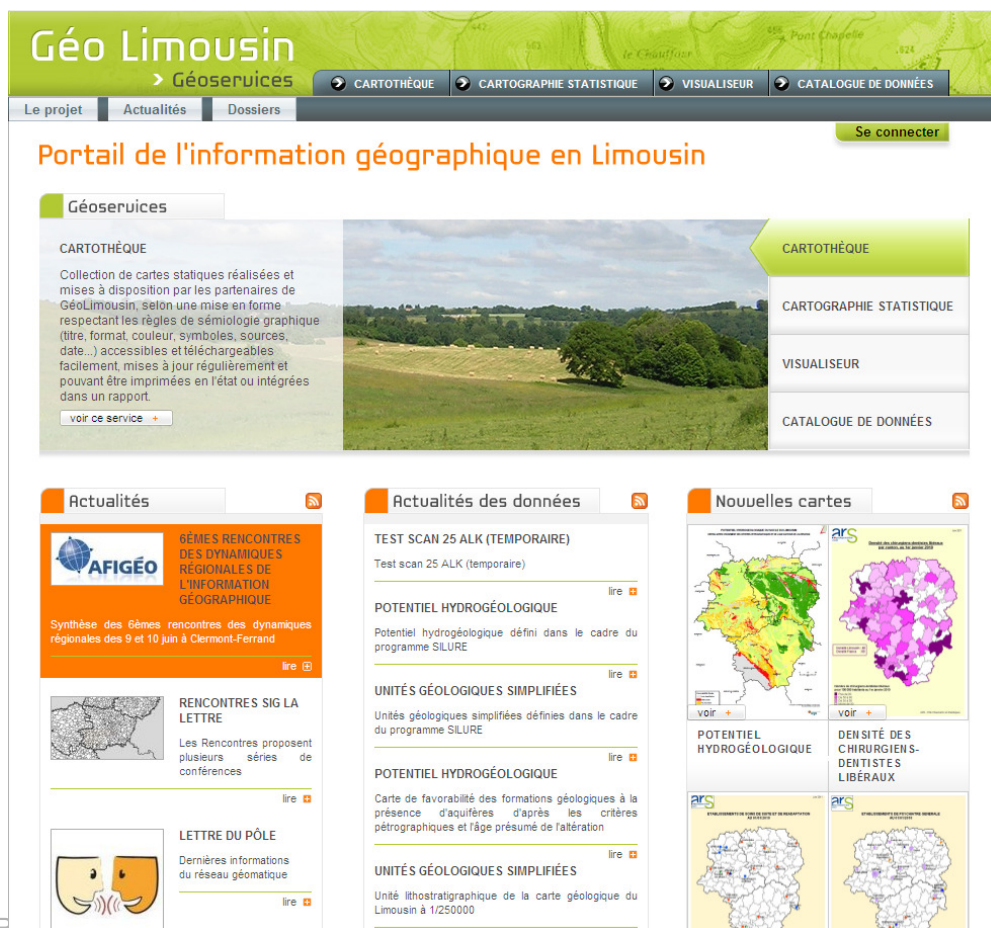 Géo Limousin
Géoservices
CARTOTHÈQUE
CARTOGRAPHIE STATISTIQUE
VISUALISEUR
CATALOGUE DE DONNÉES
Le projet
Actualités
Dossiers
Se connecter
Portail de l'information géographique en Limousin
Géoservices
CARTOTHÈQUE
Collection de cartes statiques réalisées et
mises à disposition par les partenaires de
GéoLimousin, selon une mise en forme
respectant les règles de sémiologie graphique
(titre, format, couleur, symboles, sources,
date...) accessibles et téléchargeables
facilement, mises à jour régulièrement et
pouvant être imprimées en l'état ou intégrées
dans un rapport.
voir ce service +
CARTOTHÈQUE
CARTOGRAPHIE STATISTIQUE
VISUALISEUR
CATALOGUE DE DONNÉES
Actualités
AFIGÉO
6ÈMES RENCONTRES
DES DYNAMIQUES
RÉGIONALES DE
L'INFORMATION
GÉOGRAPHIQUE
Synthèse des 6èmes rencontres des dynamiques
régionales des 9 et 10 juin à Clermont-Ferrand
lire
RENCONTRES SIG LA
LETTRE
Les Rencontres proposent
plusieurs séries de
conférences
lire
LETTRE DU PÔLE
Dernières informations
du réseau géomatique
lire
Actualités des données
TEST SCAN 25 ALK (TEMPORAIRE)
Test scan 25 ALK (temporaire)
lire
POTENTIEL HYDROGÉOLOGIQUE
Potentiel hydrogéologique défini dans le cadre du
programme SILURE
lire
UNITÉS GÉOLOGIQUES SIMPLIFIÉES
Unités géologiques simplifiées définies dans le cadre
du programme SILURE
lire
POTENTIEL HYDROGÉOLOGIQUE
Carte de favorabilité des formations géologiques à la
présence d'aquifères d'après les critères
pétrographiques et l'âge présumé de l'altération
lire
UNITÉS GÉOLOGIQUES SIMPLIFIÉES
Unité lithostratigraphique de la carte géologique du
Limousin à 1/250000
Nouvelles cartes
ars
voir +
voir +
POTENTIEL
HYDROGÉOLOGIQUE
DENSITÉ DES
CHIRURGIENS-
DENTISTES
LIBÉRAUX
ars
ars